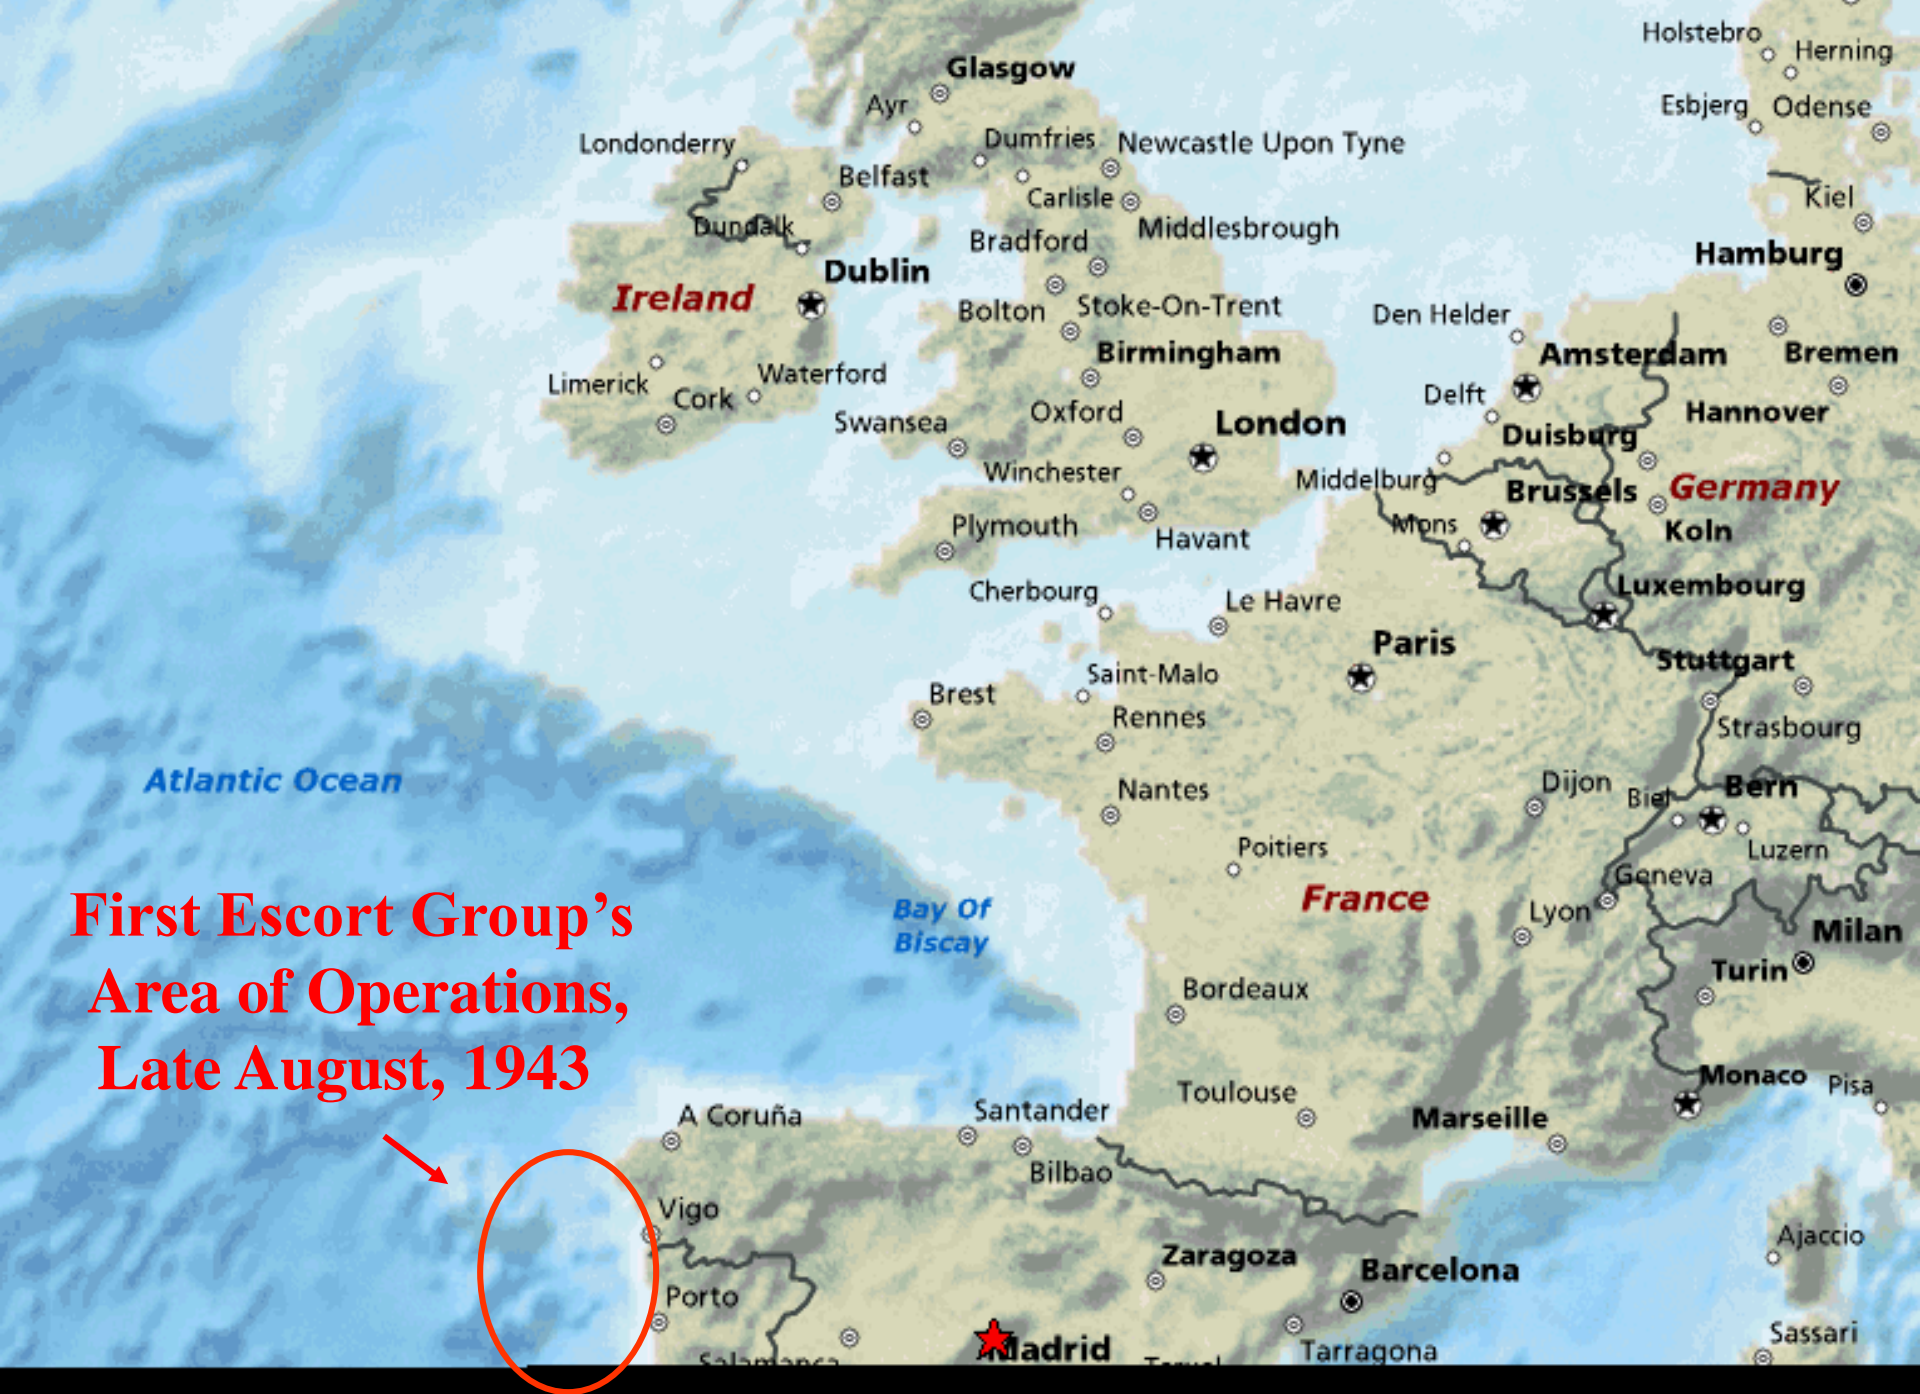 Holstebro
Herning
Glasgow
Ayr
Esbjerg
Odense
Londonderry
Dumfries
Newcastle Upon Tyne
Belfast
Carlisle
Kiel
Dundalk
Bradford
Middlesbrough
Hamburg
Dublin
Ireland
Bolton
Stoke-On-Trent
Den Helder
Birmingham
Amsterdam
Bremen
Limerick
Waterford
Cork
Delft
Swansea
Oxford
London
Hannover
Duisburg
Winchester
Middelburg
Brussels
Germany
Plymouth
Mons
Koln
Havant
Cherbourg
Le Havre
Luxembourg
Paris
Stuttgart
Saint-Malo
Brest
Rennes
Strasbourg
Atlantic Ocean
Nantes
Dijon
Biel
Bern
Poitiers
Luzern
Geneva
France
Lyon
Bay Of
Biscay
Milan
First Escort Group’s
Area of Operations,
Late August, 1943
Turin
Bordeaux
Monaco
Pisa
Toulouse
A Coruña
Santander
Marseille
Bilbao
Vigo
Ajaccio
Zaragoza
Barcelona
Porto
Sassari
Madrid
Tarragona
Salamanca
Teruel